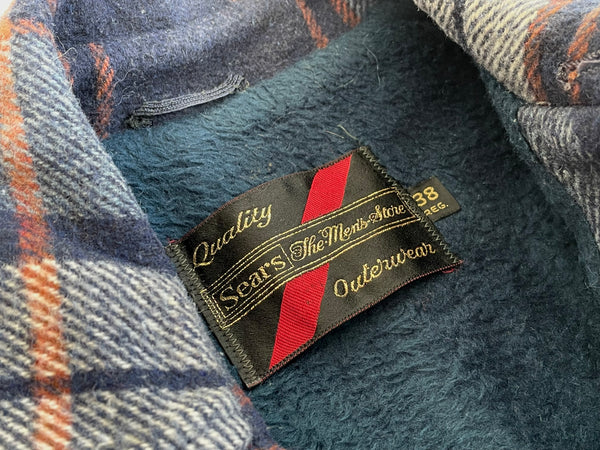 Quality
Sears The Men's Store
Outerwear
38
REG.